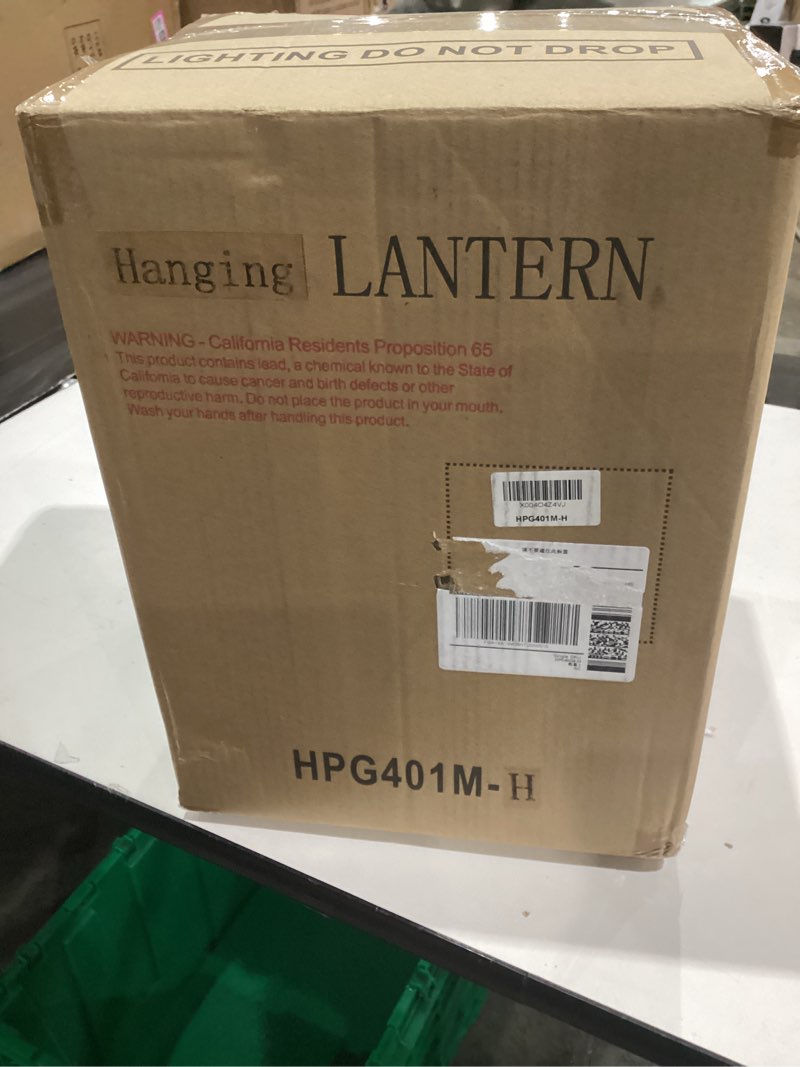 LIGHTING DO NOT DROP
Hanging LANTERN
WARNING - California Residents Proposition 65
This product contains lead, a chemical known to the State of
California to cause cancer and birth defects or other
reproductive harm. Do not place the product in your mouth.
Wash your hands after handling this product.
HPG401M-H
Single SKU
HPG401M-H